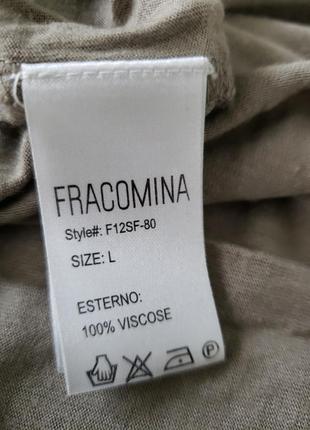 FRACOMINA
Style#: F12SF-80
SIZE: L
ESTERNO:
100% VISCOSE
P